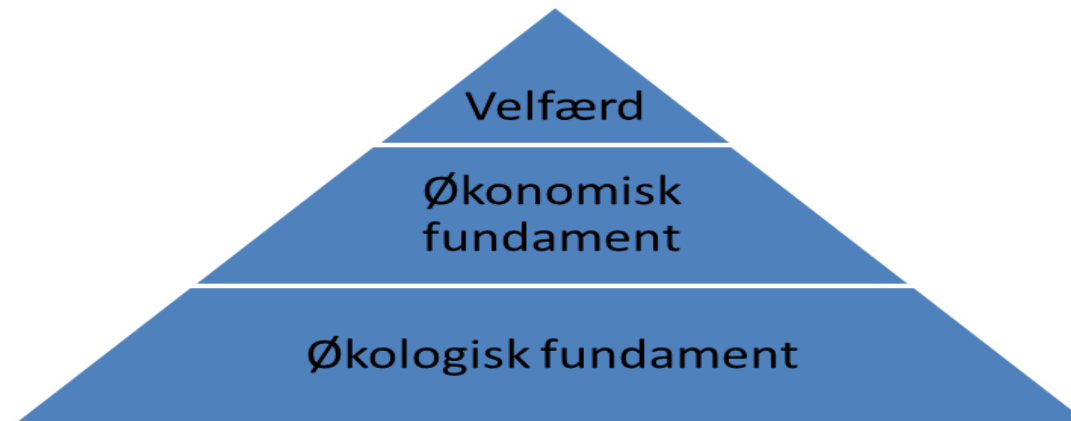 Velfærd
Økonomisk
fundament
Økologisk fundament